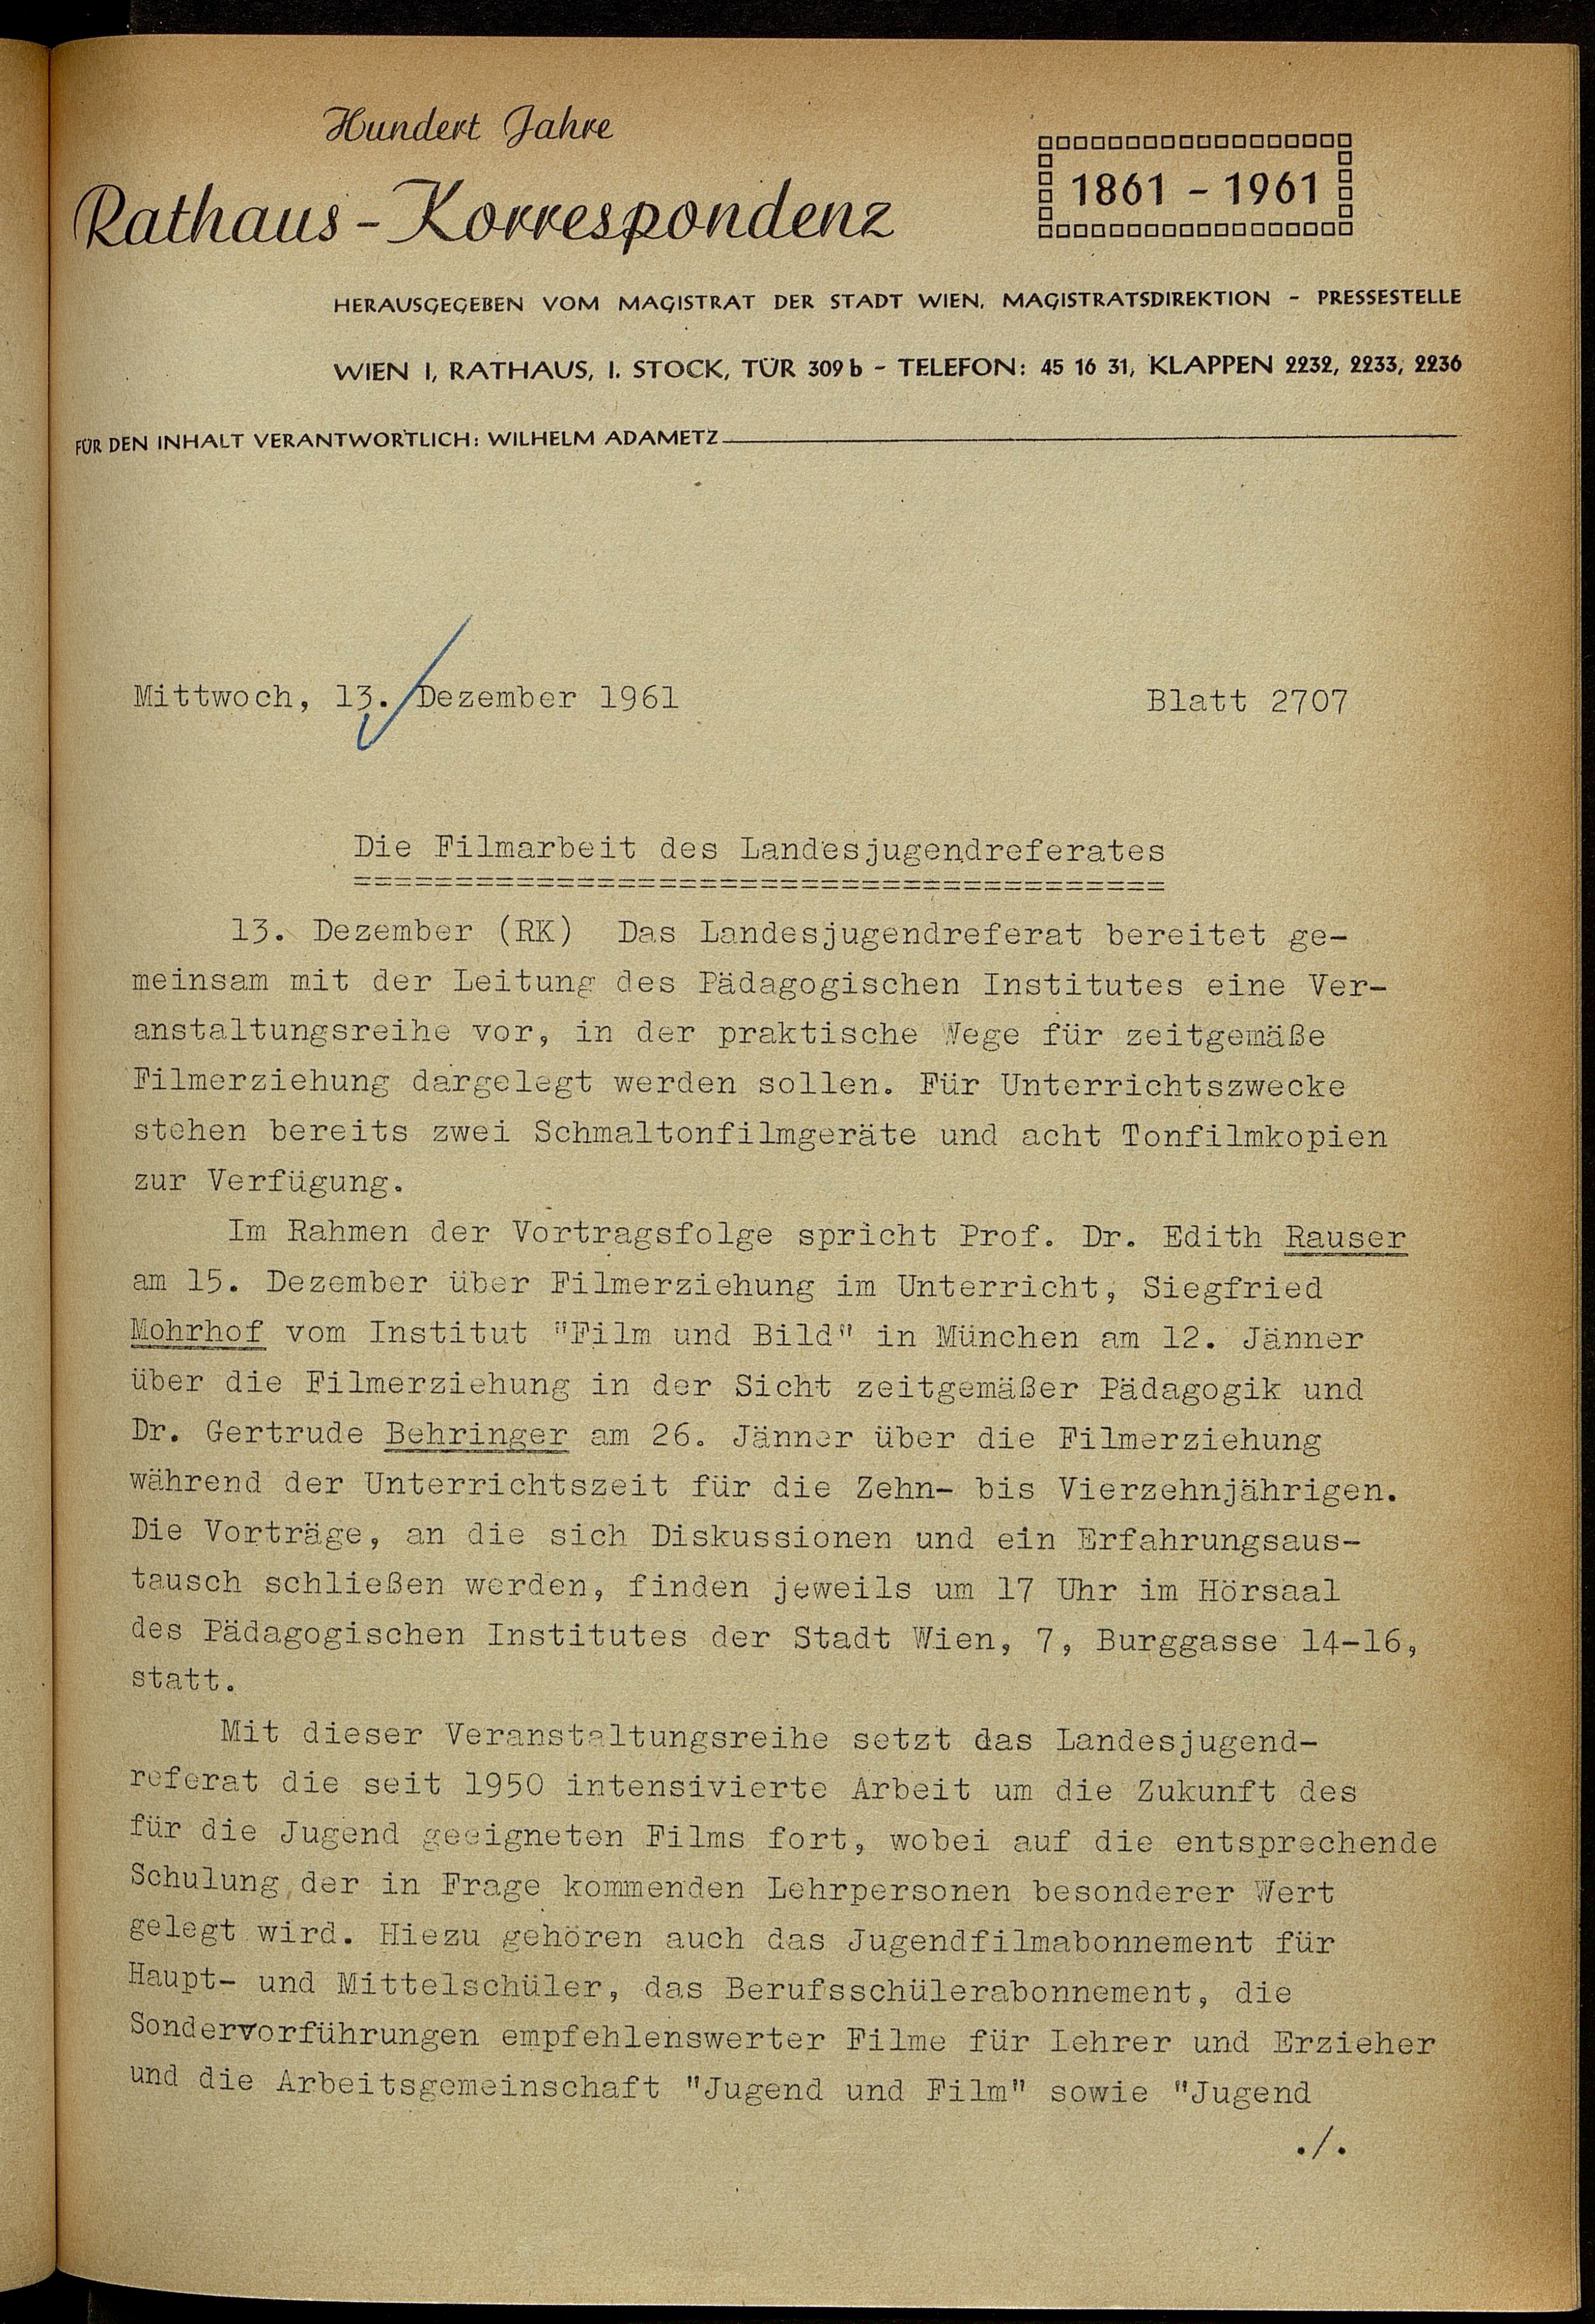 Hundert Jahre
Rathaus-Korrespondenz
1861 - 1961
HERAUSGEGEBEN VOM MAGISTRAT DER STADT WIEN, MAGISTRATSDIREKTION - PRESSESTELLE
WIEN I, RATHAUS, I. STOCK, TÜR 309 b - TELEFON: 45 16 31, KLAPPEN 2232, 2233, 2236
FÜR DEN INHALT VERANTWORTLICH: WILHELM ADAMETZ
Mittwoch, 13. Dezember 1961 Blatt 2707
Die Filmarbeit des Landesjugendreferates
========================================
13. Dezember (RK) Das Landesjugendreferat bereitet ge-
meinsam mit der Leitung des Pädagogischen Institutes eine Ver-
anstaltungsreihe vor, in der praktische Wege für zeitgemäße
Filmerziehung dargelegt werden sollen. Für Unterrichtszwecke
stehen bereits zwei Schmaltonfilmgeräte und acht Tonfilmkopien
zur Verfügung.
Im Rahmen der Vortragsfolge spricht Prof. Dr. Edith Rauser
am 15. Dezember über Filmerziehung im Unterricht, Siegfried
Mohrhof vom Institut "Film und Bild" in München am 12. Jänner
über die Filmerziehung in der Sicht zeitgemäßer Pädagogik und
Dr. Gertrude Behringer am 26. Jänner über die Filmerziehung
während der Unterrichtszeit für die Zehn- bis Vierzehnjährigen.
Die Vorträge, an die sich Diskussionen und ein Erfahrungsaus-
tausch schließen werden, finden jeweils um 17 Uhr im Hörsaal
des Pädagogischen Institutes der Stadt Wien, 7, Burggasse 14-16,
statt.
Mit dieser Veranstaltungsreihe setzt das Landesjugend-
referat die seit 1950 intensivierte Arbeit um die Zukunft des
für die Jugend geeigneten Films fort, wobei auf die entsprechende
Schulung der in Frage kommenden Lehrpersonen besonderer Wert
gelegt wird. Hiezu gehören auch das Jugendfilmabonnement für
Haupt- und Mittelschüler, das Berufsschülerabonnement, die
Sondervorführungen empfehlenswerter Filme für Lehrer und Erzieher
und die Arbeitsgemeinschaft "Jugend und Film" sowie "Jugend
./.